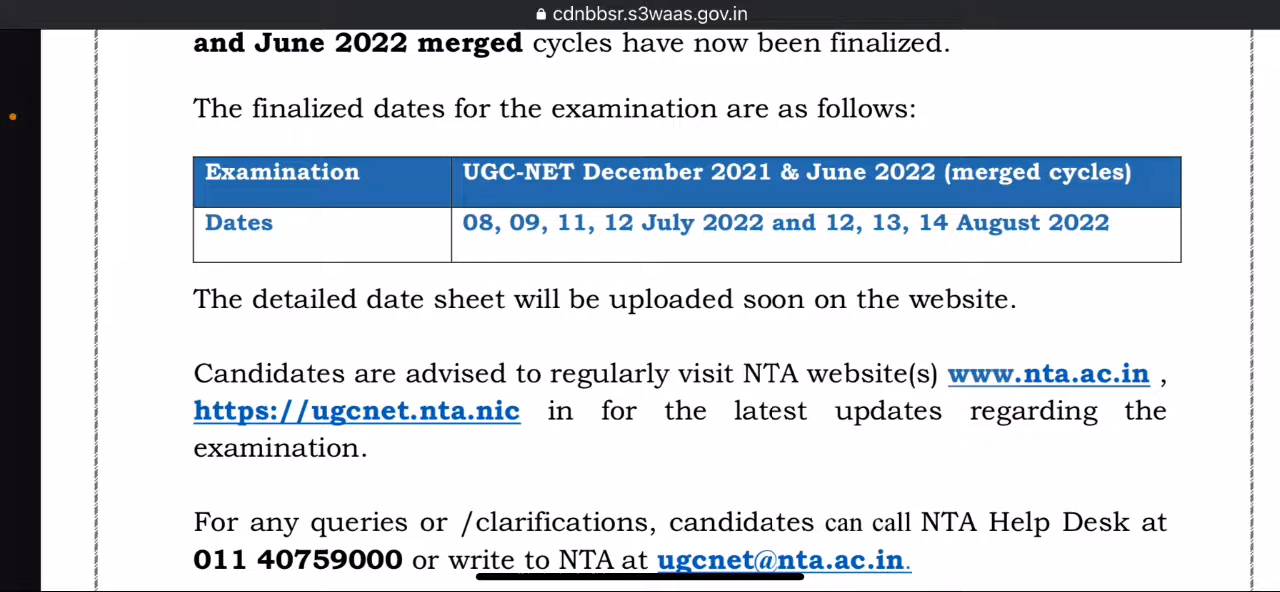 cdnbbsr.s3waas.gov.in
and June 2022 merged cycles have now been finalized.
The finalized dates for the examination are as follows:
Examination UGC-NET December 2021 & June 2022 (merged cycles)
Dates 08, 09, 11, 12 July 2022 and 12, 13, 14 August 2022
The detailed date sheet will be uploaded soon on the website.
Candidates are advised to regularly visit NTA website(s) www.nta.ac.in ,
https://ugcnet.nta.nic in for the latest updates regarding the
examination.
For any queries or /clarifications, candidates can call NTA Help Desk at
011 40759000 or write to NTA at ugcnet@nta.ac.in.